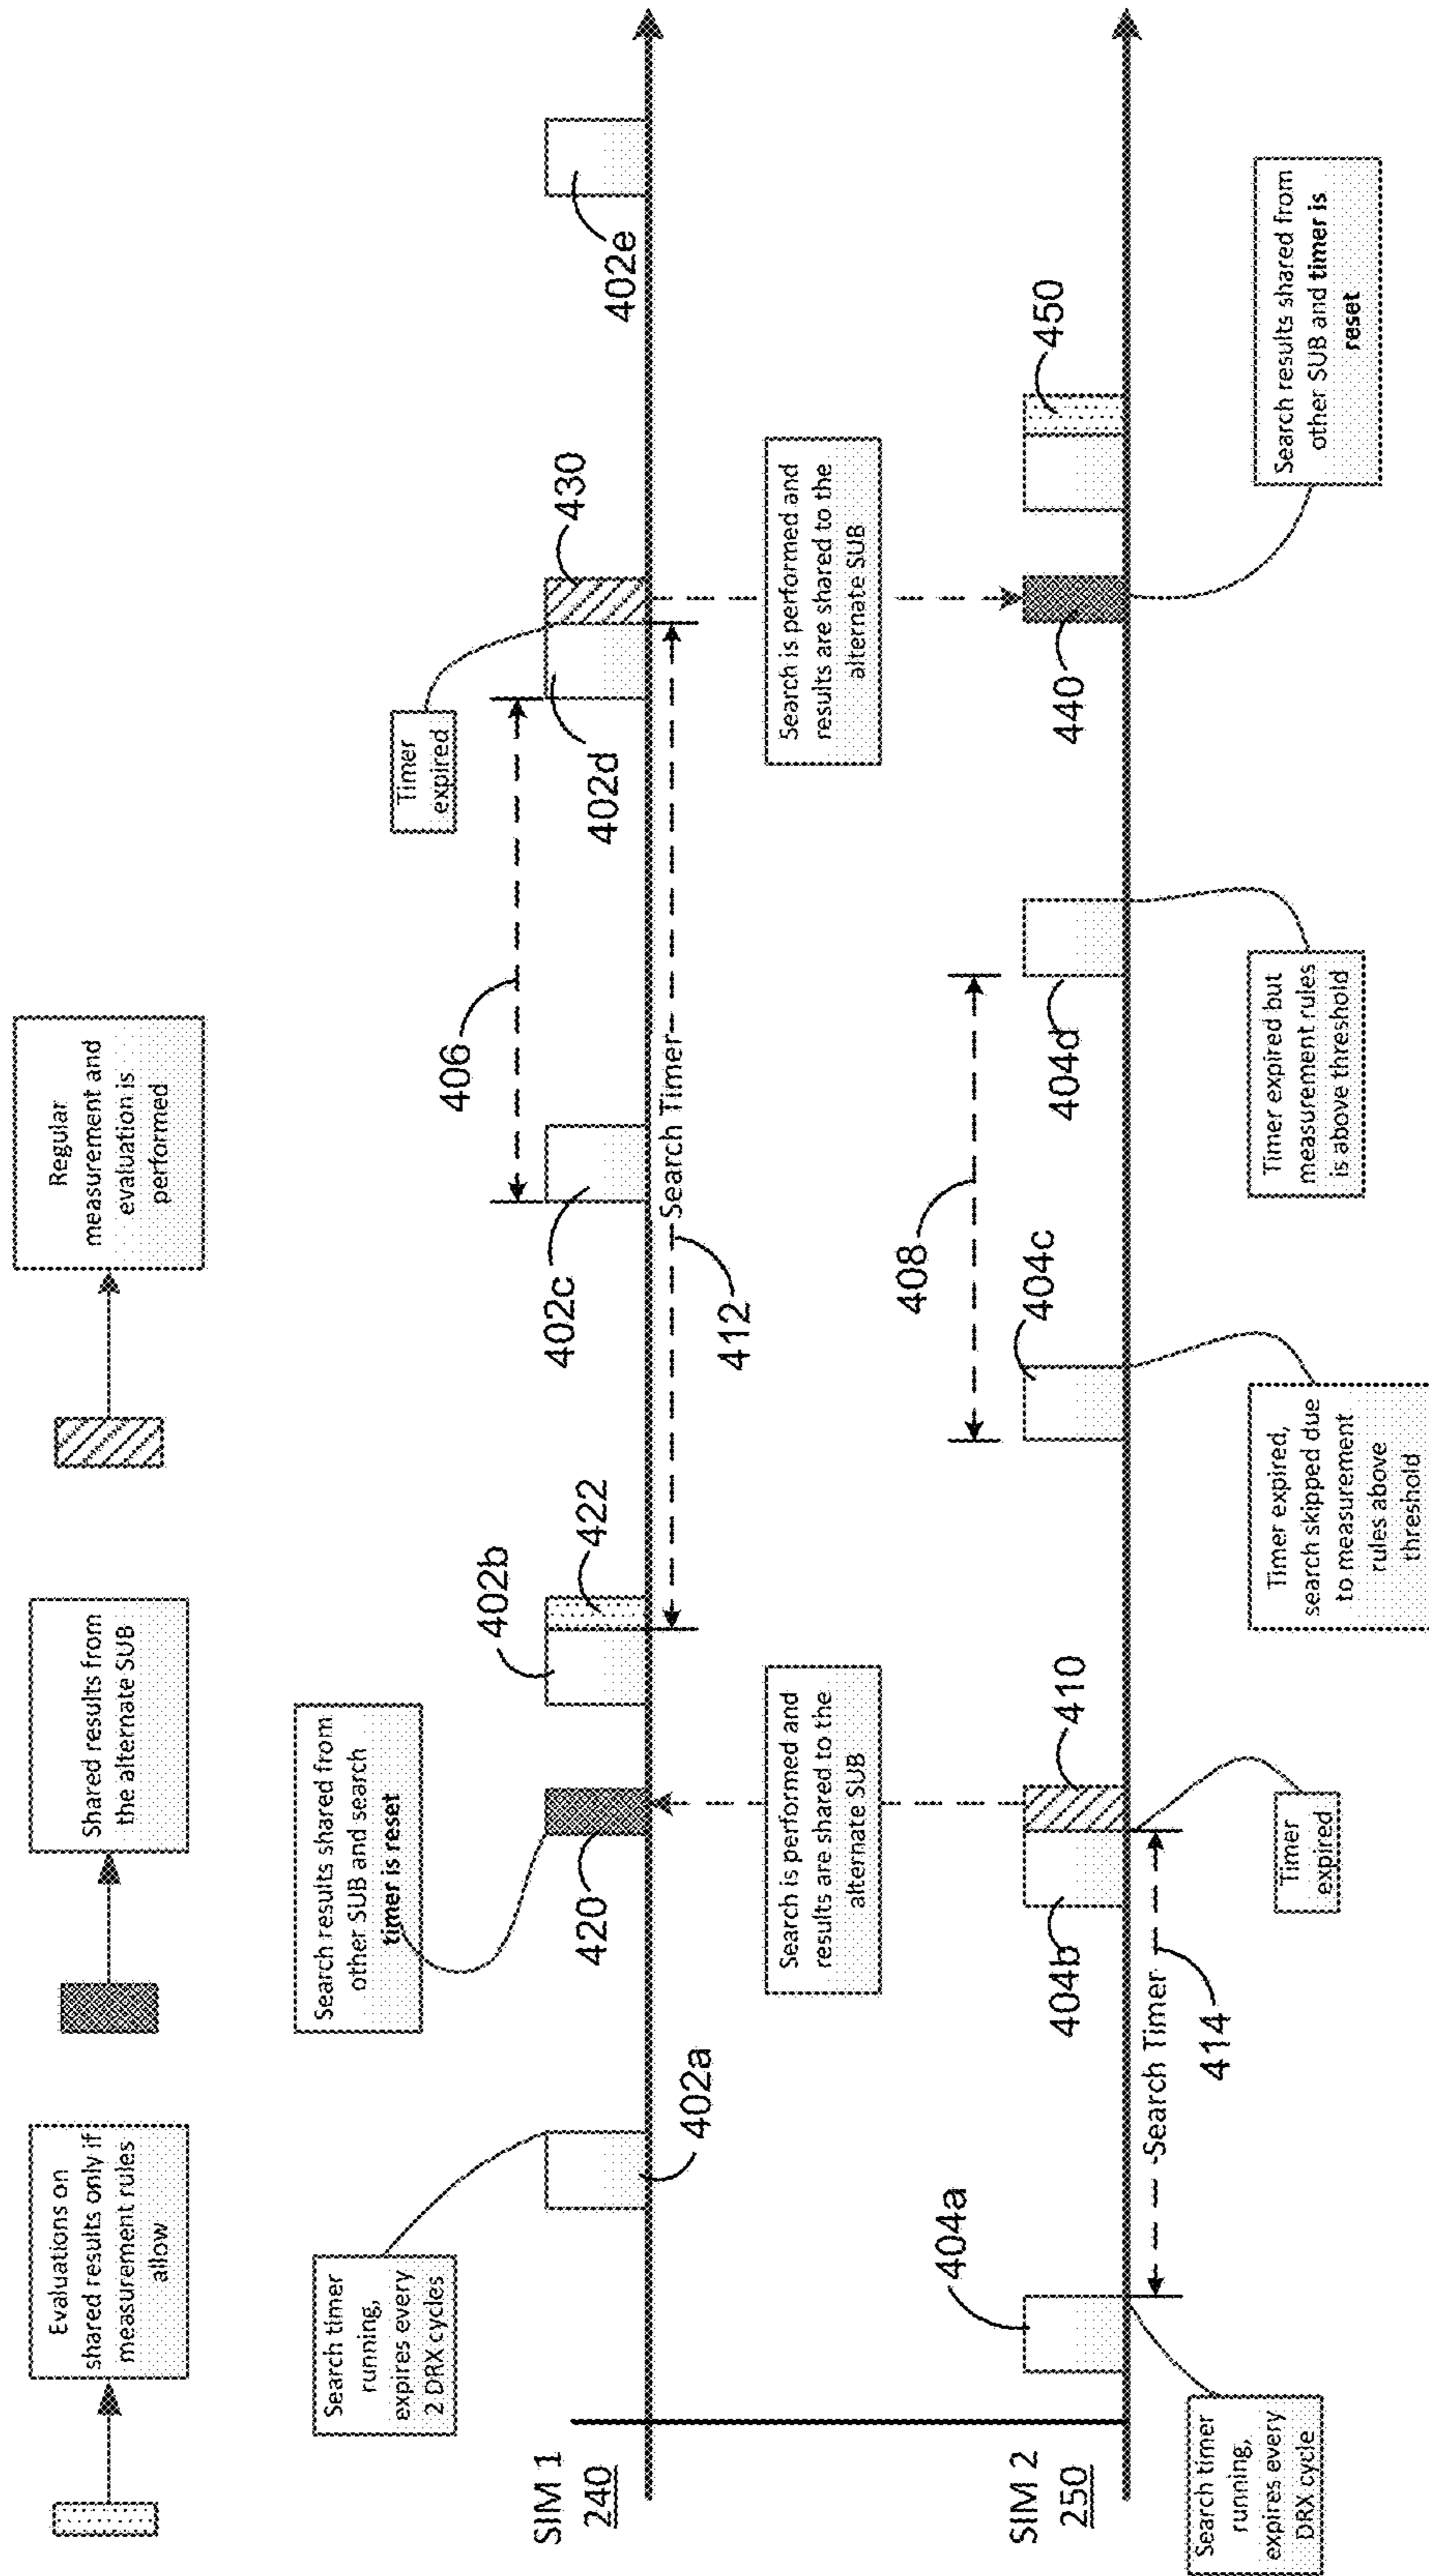 Evaluations on
shared results only if
measurement rules
allow
Shared results from
the alternate SUB
Regular
measurement and
evaluation is
performed
Search timer
running,
expires every
2 DRX cycles
Search results shared from
other SUB and search
timer is reset
Timer
expired
SIM 1
240
402a
420
402b
422
402c
406
402d
430
402e
Search Timer
412
Search is performed and
results are shared to the
alternate SUB
Search is performed and
results are shared to the
alternate SUB
SIM 2
250
404a
404b
410
404c
408
404d
440
450
Search Timer
414
Search timer
running,
expires every
DRX cycle
Timer
expired
Timer expired,
search skipped due
to measurement
rules above
threshold
Timer expired but
measurement rules
is above threshold
Search results shared from
other SUB and timer is
reset